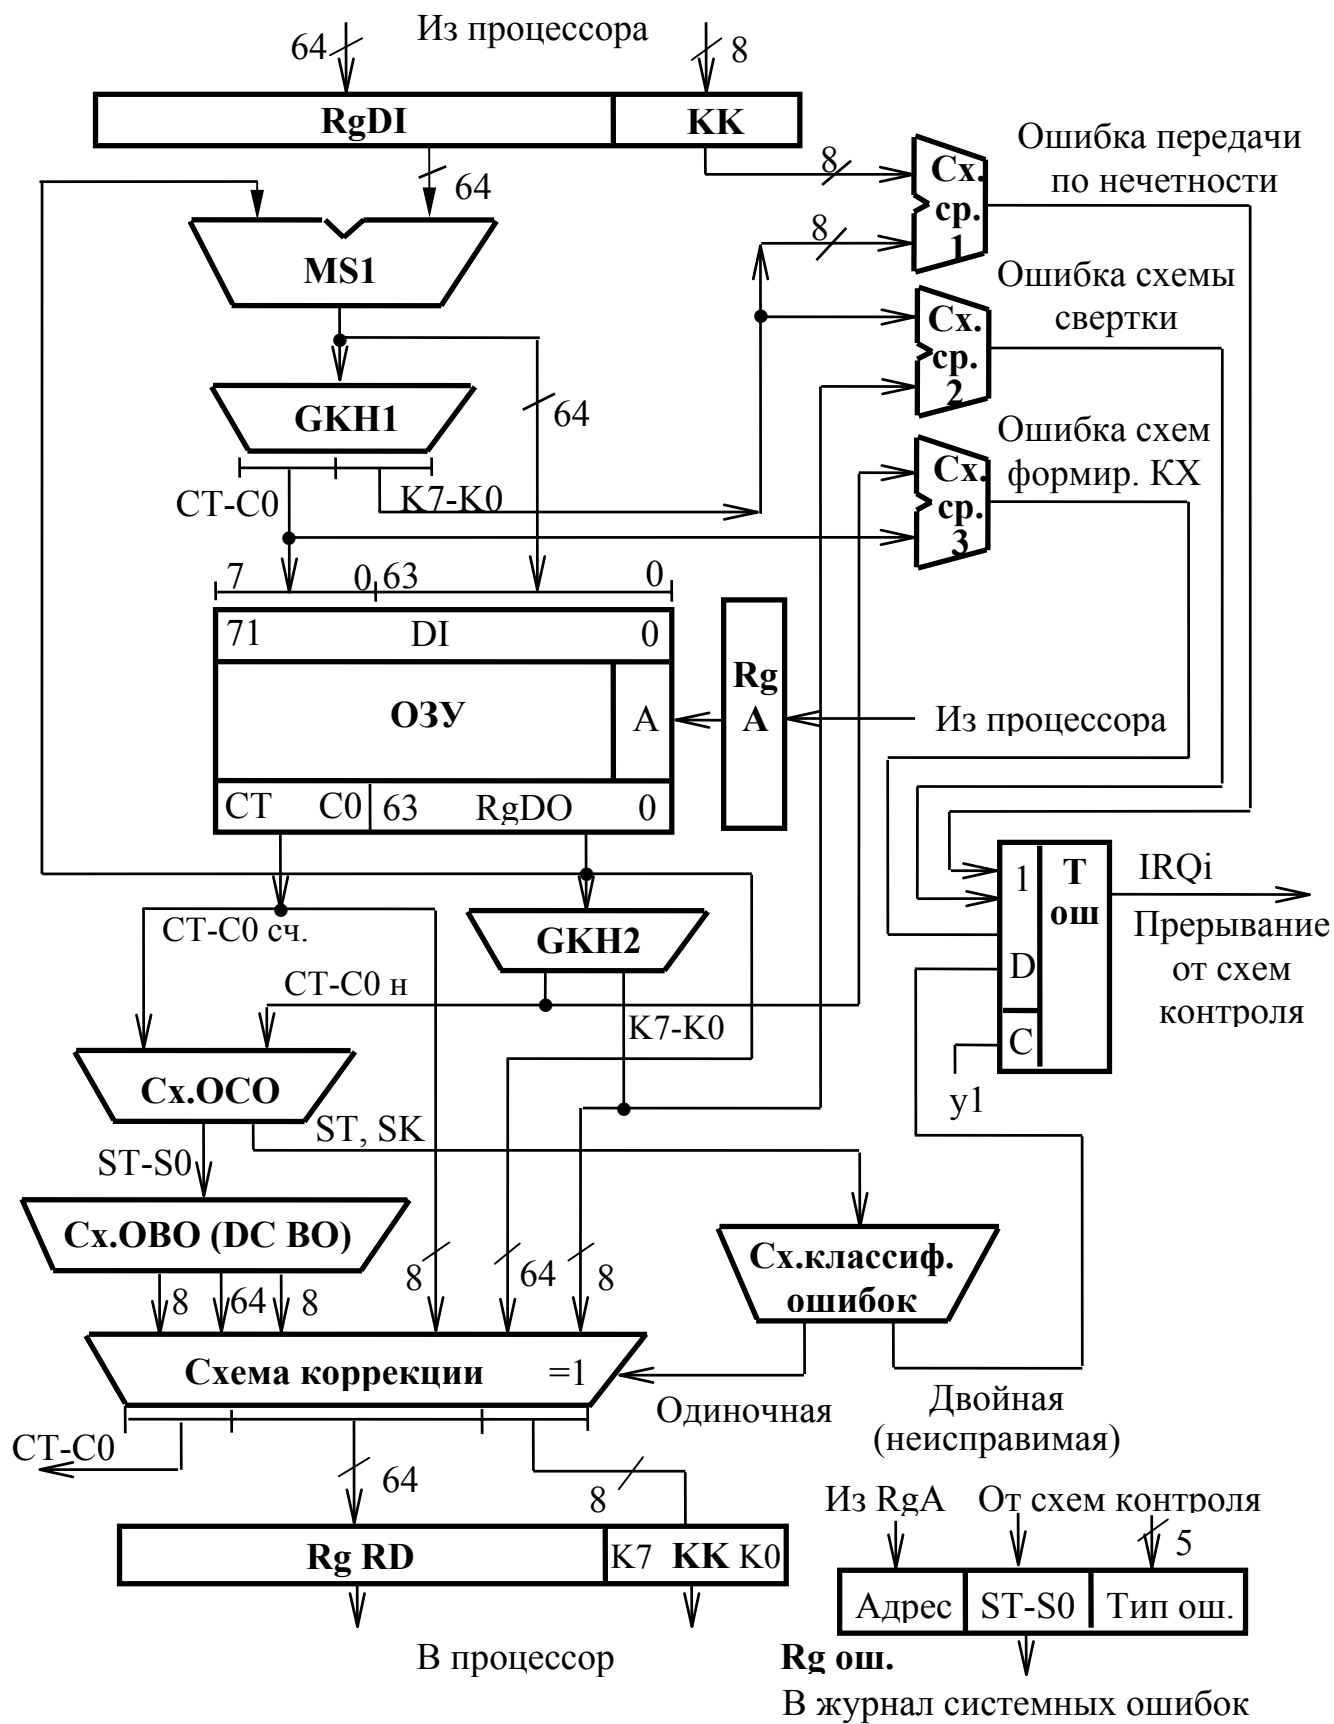 Из процессора
64
8
RgDI
KK
64
8
Сх.
ср.
1
Ошибка передачи
по нечетности
MS1
8
Ошибка схемы
свертки
Сх.
ср.
2
GKH1
64
Ошибка схем
формир. КХ
Сх.
ср.
3
CT-C0
K7-K0
7
0
63
0
71
DI
0
ОЗУ
A
Rg
A
Из процессора
CT
C0
63
RgDO
0
1
T
ош
D
C
IRQi
Прерывание
от схем
контроля
y1
CT-C0 сч.
GKH2
CT-C0 н
K7-K0
Сх.ОСО
ST, SK
ST-S0
Сх.ОВО (DC ВО)
8
64
8
8
64
8
Сх.классиф.
ошибок
Схема коррекции
=1
Одиночная
Двойная
(неисправимая)
CT-C0
64
8
Rg RD
K7
KK
K0
В процессор
Из RgA
От схем контроля
5
Адрес
ST-S0
Тип ош.
Rg ош.
В журнал системных ошибок